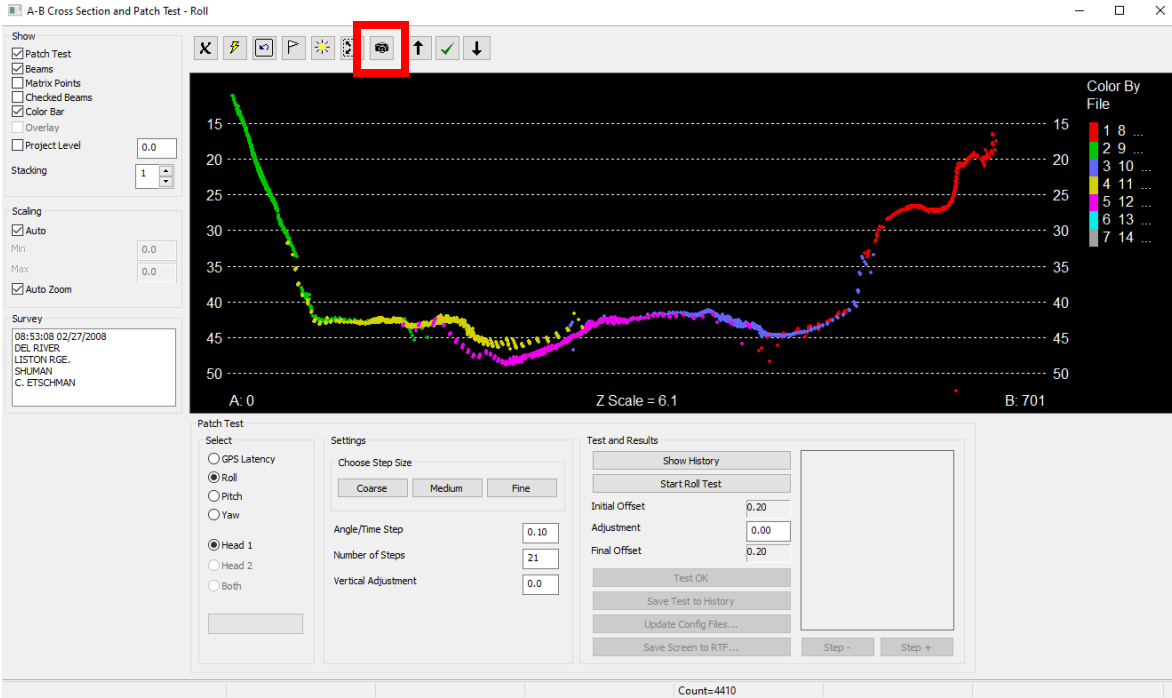 A-B Cross Section and Patch Test - Roll
Show
Patch Test
Beams
Matrix Points
Checked Beams
Color Bar
Overlay
Project Level 0.0
Stacking 1
Scaling
Auto
Min 0.0
Max 0.0
Auto Zoom
Survey
08:53:08 02/27/2008
DEL RIVER
LISTON RGE.
SHUMAN
C. ETSCHMAN
15 15
20 20
25 25
30 30
35 35
40 40
45 45
50 50
A: 0 Z Scale = 6.1 B: 701
Color By
File
1 8 ...
2 9 ...
3 10 ...
4 11 ...
5 12 ...
6 13 ...
7 14 ...
Patch Test
Select
GPS Latency
Roll
Pitch
Yaw
Head 1
Head 2
Both
Settings
Choose Step Size
Coarse Medium Fine
Angle/Time Step 0.10
Number of Steps 21
Vertical Adjustment 0.0
Test and Results
Show History
Start Roll Test
Initial Offset 0.20
Adjustment 0.00
Final Offset 0.20
Test OK
Save Test to History
Update Config Files...
Save Screen to RTF...
Step - Step +
Count=4410